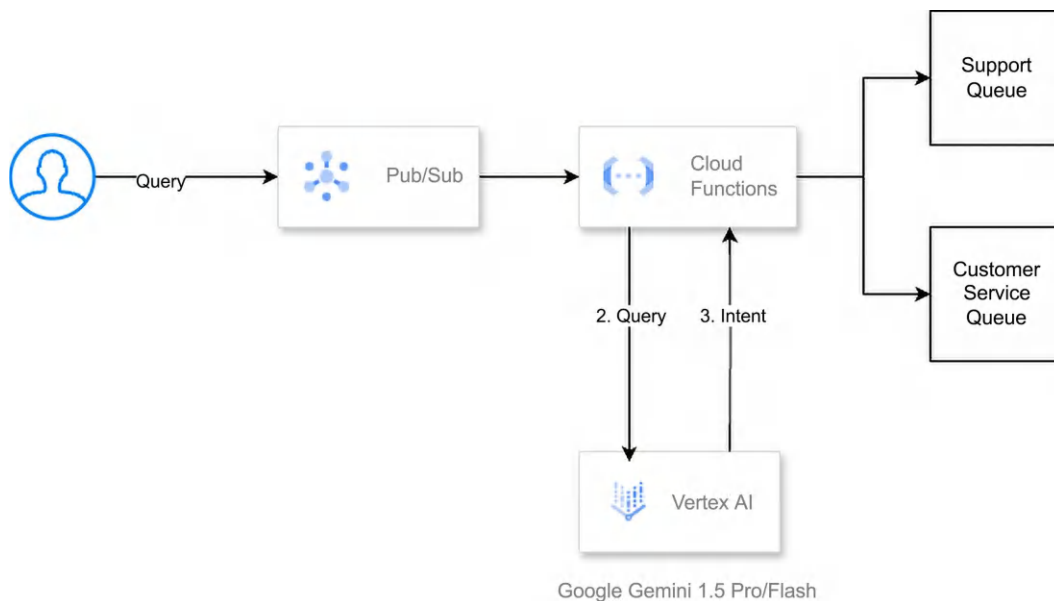 Support
Queue
Query
Pub/Sub
Cloud
Functions
Customer
Service
Queue
2. Query
3. Intent
Vertex AI
Google Gemini 1.5 Pro/Flash